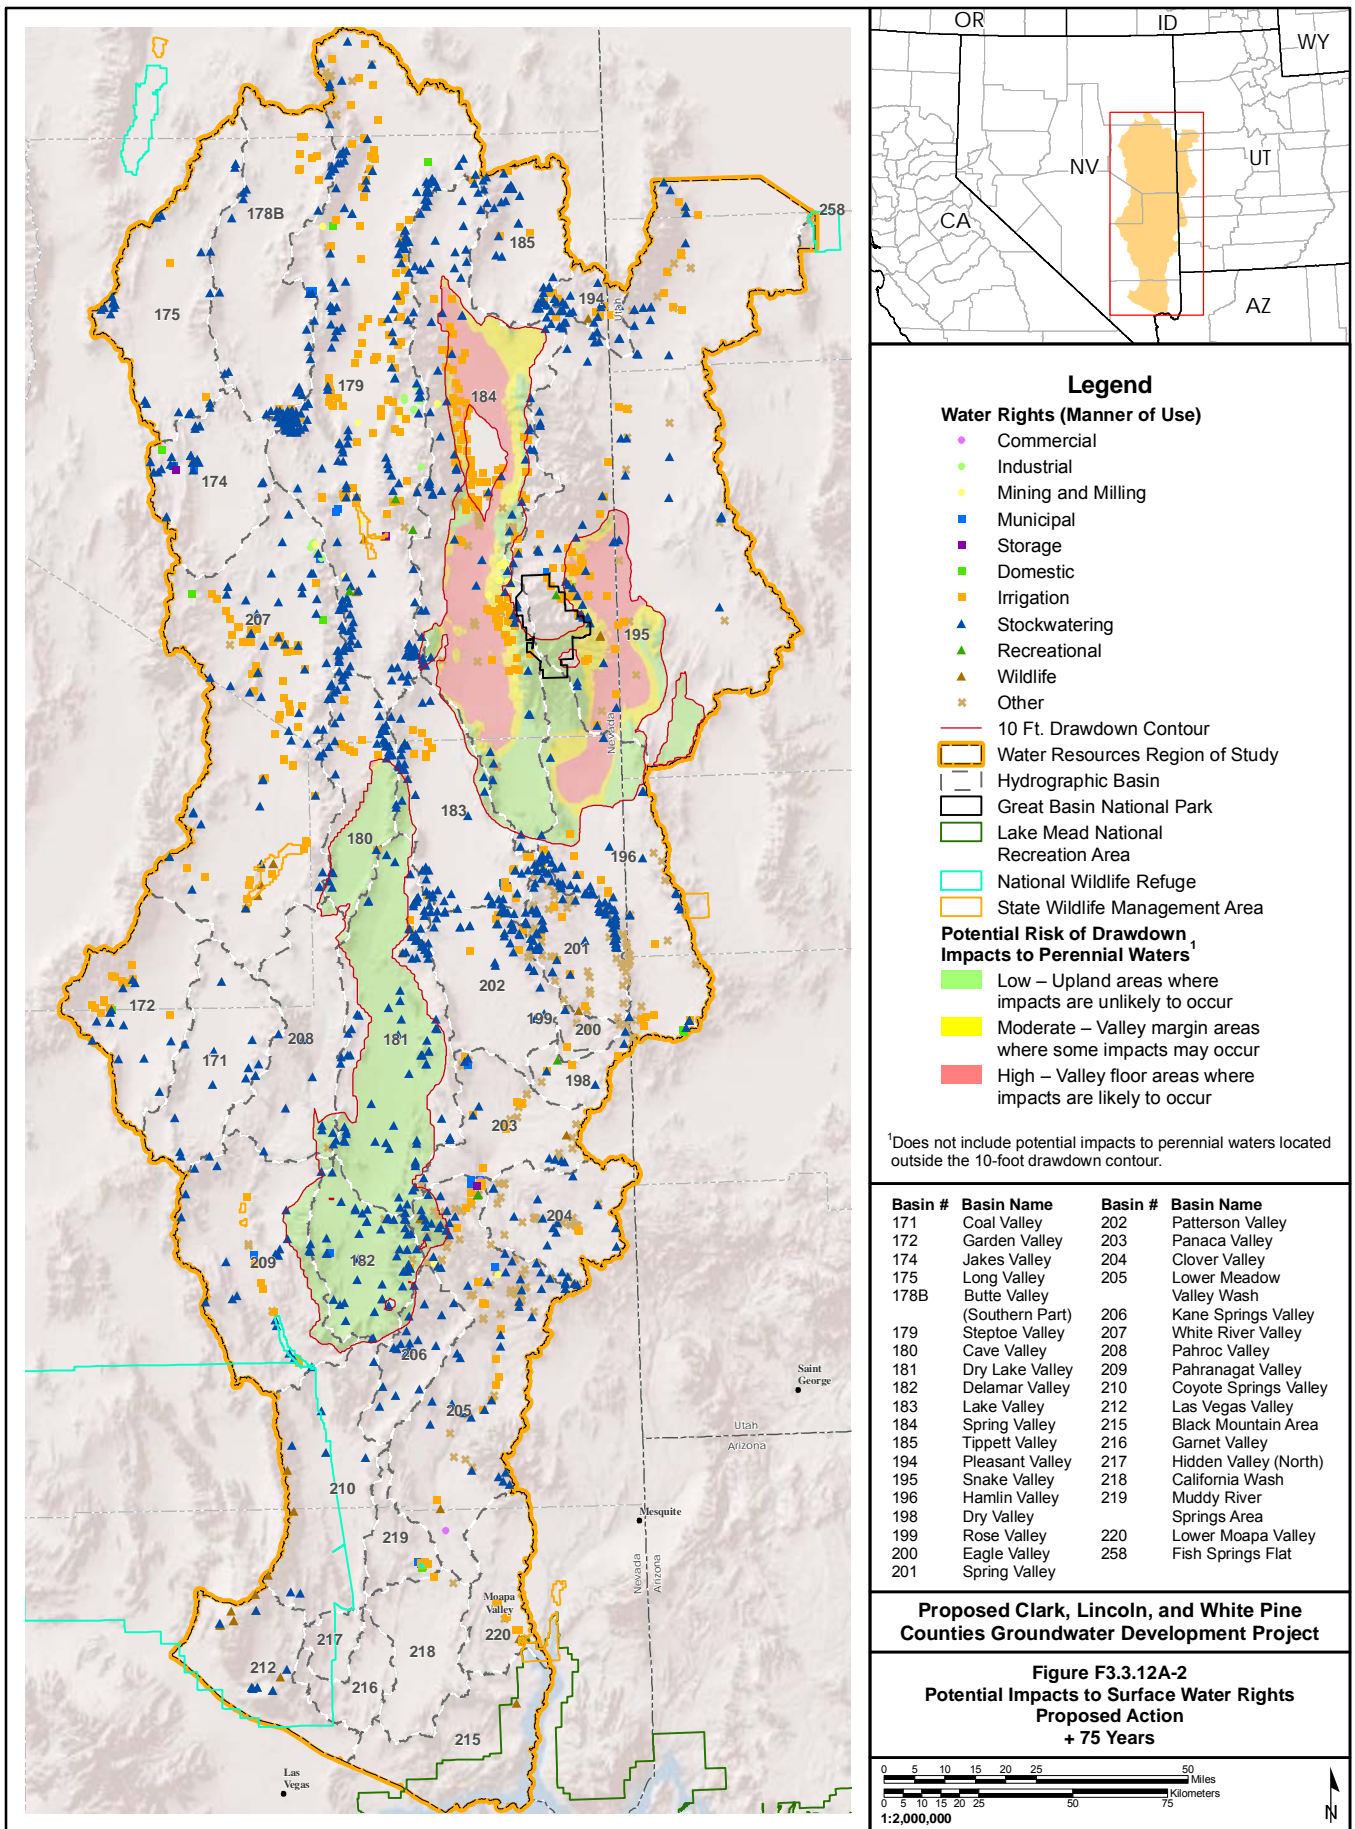 OR
ID
WY
NV
UT
CA
AZ
258
178B
185
175
194
Utah
179
184
174
207
195
Nevada
183
180
196
201
202
172
199
200
208
181
171
198
203
204
209
182
206
205
Saint
George
Utah
Arizona
210
Mesquite
219
Nevada
Arizona
Moapa
Valley
217
218
220
212
216
215
Las
Vegas
Legend
Water Rights (Manner of Use)
Commercial
Industrial
Mining and Milling
Municipal
Storage
Domestic
Irrigation
Stockwatering
Recreational
Wildlife
Other
10 Ft. Drawdown Contour
Water Resources Region of Study
Hydrographic Basin
Great Basin National Park
Lake Mead National
Recreation Area
National Wildlife Refuge
State Wildlife Management Area
Potential Risk of Drawdown
Impacts to Perennial Waters 1
Low – Upland areas where
impacts are unlikely to occur
Moderate – Valley margin areas
where some impacts may occur
High – Valley floor areas where
impacts are likely to occur
1Does not include potential impacts to perennial waters located
outside the 10-foot drawdown contour.
Basin # Basin Name Basin # Basin Name
171 Coal Valley 202 Patterson Valley
172 Garden Valley 203 Panaca Valley
174 Jakes Valley 204 Clover Valley
175 Long Valley 205 Lower Meadow
178B Butte Valley Valley Wash
(Southern Part) 206 Kane Springs Valley
179 Steptoe Valley 207 White River Valley
180 Cave Valley 208 Pahroc Valley
181 Dry Lake Valley 209 Pahranagat Valley
182 Delamar Valley 210 Coyote Springs Valley
183 Lake Valley 212 Las Vegas Valley
184 Spring Valley 215 Black Mountain Area
185 Tippett Valley 216 Garnet Valley
194 Pleasant Valley 217 Hidden Valley (North)
195 Snake Valley 218 California Wash
196 Hamlin Valley 219 Muddy River
198 Dry Valley Springs Area
199 Rose Valley 220 Lower Moapa Valley
200 Eagle Valley 258 Fish Springs Flat
201 Spring Valley
Proposed Clark, Lincoln, and White Pine
Counties Groundwater Development Project
Figure F3.3.12A-2
Potential Impacts to Surface Water Rights
Proposed Action
+ 75 Years
0 5 10 15 20 25 50
Miles
Kilometers
0 5 10 15 20 25 50 75
1:2,000,000
N